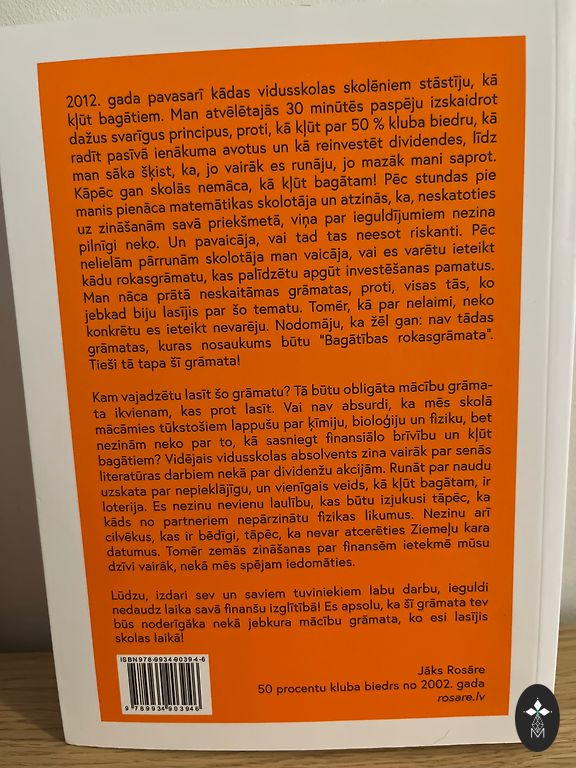 2012. gada pavasarī kādas vidusskolas skolēniem stāstīju, kā
kļūt bagātiem. Man atvēlētajās 30 minūtēs paspēju izskaidrot
dažus svarīgus principus, proti, kā kļūt par 50 % kluba biedru, kā
radīt pasīvā ienākuma avotus un kā reinvestēt dividendes, līdz
man sāka šķist, ka, jo vairāk es runāju, jo mazāk mani saprot.
Kāpēc gan skolās nemāca, kā kļūt bagātam! Pēc stundas pie
manis pienāca matemātikas skolotāja un atzinās, ka, neskatoties
uz zināšanām savā priekšmetā, viņa par ieguldījumiem nezina
pilnīgi neko. Un pavaicāja, vai tad tas neesot riskanti. Pēc
nelielām pārrunām skolotāja man vaicāja, vai es varētu ieteikt
kādu rokasgrāmatu, kas palīdzētu apgūt investēšanas pamatus.
Man nāca prātā neskaitāmas grāmatas, proti, visas tās, ko
jebkad biju lasījis par šo tematu. Tomēr, kā par nelaimi, neko
konkrētu es ieteikt nevarēju. Nodomāju, ka žēl gan: nav tādas
grāmatas, kuras nosaukums būtu "Bagātības rokasgrāmata".
Tieši tā tapa šī grāmata!
Kam vajadzētu lasīt šo grāmatu? Tā būtu obligāta mācību grāma-
ta ikvienam, kas prot lasīt. Vai nav absurdi, ka mēs skolā
mācāmies tūkstošiem lappušu par ķīmiju, bioloģiju un fiziku, bet
nezinām neko par to, kā sasniegt finansiālo brīvību un kļūt
bagātiem? Vidējais vidusskolas absolvents zina vairāk par senās
literatūras darbiem nekā par dividenžu akcijām. Runāt par naudu
uzskata par nepieklājīgu, un vienīgais veids, kā kļūt bagātam, ir
loterija. Es nezinu nevienu laulību, kas būtu izjukusi tāpēc, ka
kāds no partneriem nepārzinātu fizikas likumus. Nezinu arī
cilvēkus, kas ir bēdīgi, tāpēc, ka nevar atcerēties Ziemeļu kara
datumus. Tomēr zemās zināšanas par finansēm ietekmē mūsu
dzīvi vairāk, nekā mēs spējam iedomāties.
Lūdzu, izdari sev un saviem tuviniekiem labu darbu, ieguldi
nedaudz laika savā finanšu izglītībā! Es apsolu, ka šī grāmata tev
būs noderīgāka nekā jebkura mācību grāmata, ko esi lasījis
skolas laikā!
ISBN 978-9934-9039-4-6
9 789934 903946
Jāks Rosāre
50 procentu kluba biedrs no 2002. gada
rosare.lv
M